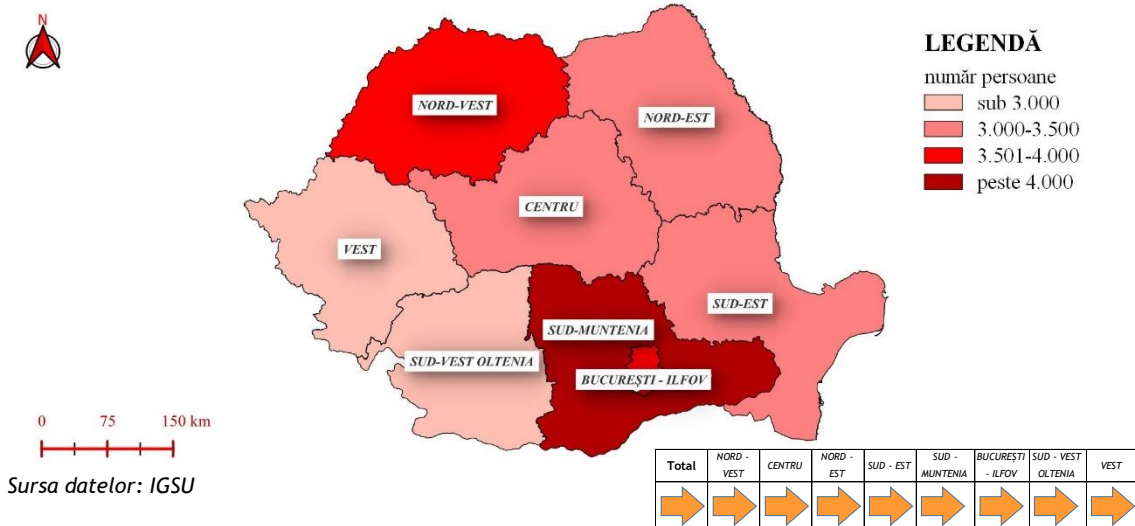 N
LEGENDĂ
număr persoane
sub 3.000
3.000-3.500
3.501-4.000
peste 4.000
NORD-VEST
NORD-EST
CENTRU
VEST
SUD-EST
SUD-MUNTENIA
SUD-VEST OLTENIA
BUCUREȘTI - ILFOV
0 75 150 km
Sursa datelor: IGSU
Total
NORD -
VEST
CENTRU
NORD -
EST
SUD - EST
SUD -
MUNTENIA
BUCUREȘTI
- ILFOV
SUD - VEST
OLTENIA
VEST